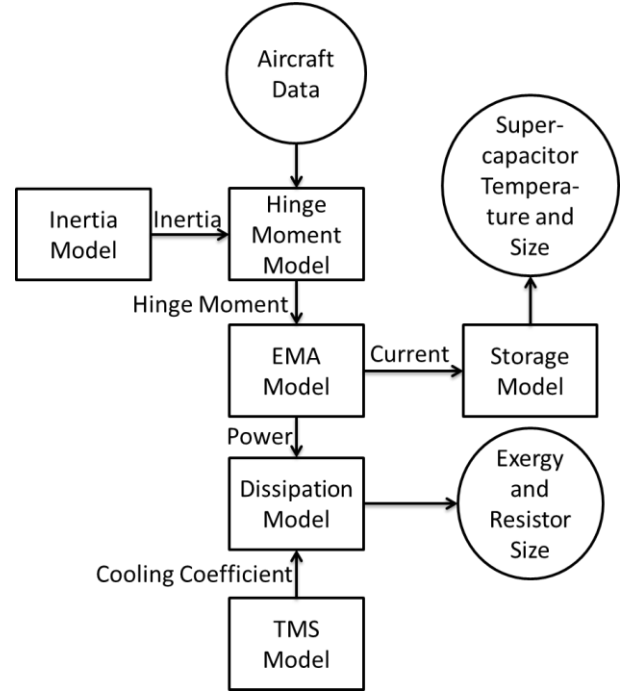 Aircraft
Data
Super-
capacitor
Tempera-
ture and
Size
Inertia
Model
Inertia
Hinge
Moment
Model
Hinge Moment
EMA
Model
Current
Storage
Model
Power
Dissipation
Model
Exergy
and
Resistor
Size
Cooling Coefficient
TMS
Model